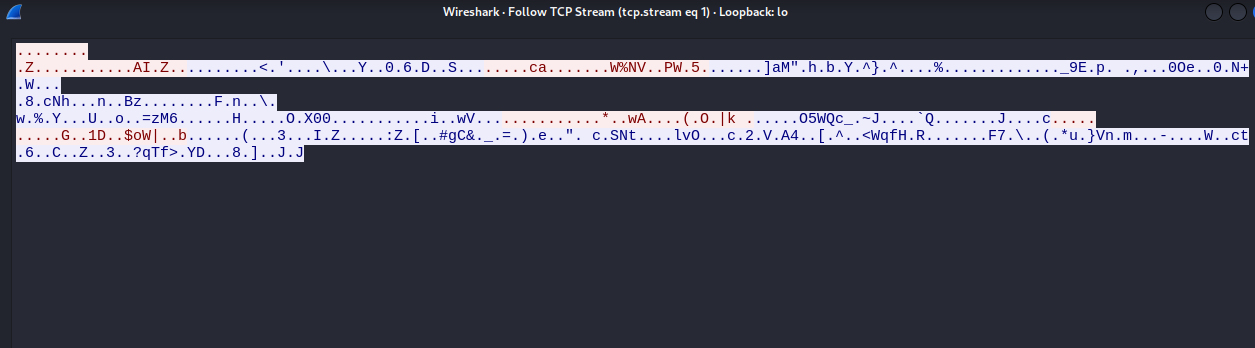 Wireshark · Follow TCP Stream (tcp.stream eq 1) · Loopback: lo
........
.Z...........AI.Z..........<.'....\...Y..0.6.D..S........ca.......W%NV..PW.5.......]aM".h.b.Y.^}.^....%............._9E.p. .,...0Oe..0.N+
.W...
.8.cNh...n..Bz........F.n..\.
w.%.Y...U..o..=zM6......H.....O.X00...........i..wV..............*..wA....(.O.|k ......O5WQc_.~J....`Q.......J....c.....
.....G..1D..$oW|..b......(...3...I.Z.....:Z.[..#gC&._.=.).e..". c.SNt....lvO...c.2.V.A4..[.^..<WqfH.R.......F7.\..(.*u.}Vn.m...-....W..ct
.6..C..Z..3..?qTf>.YD...8.]..J.J